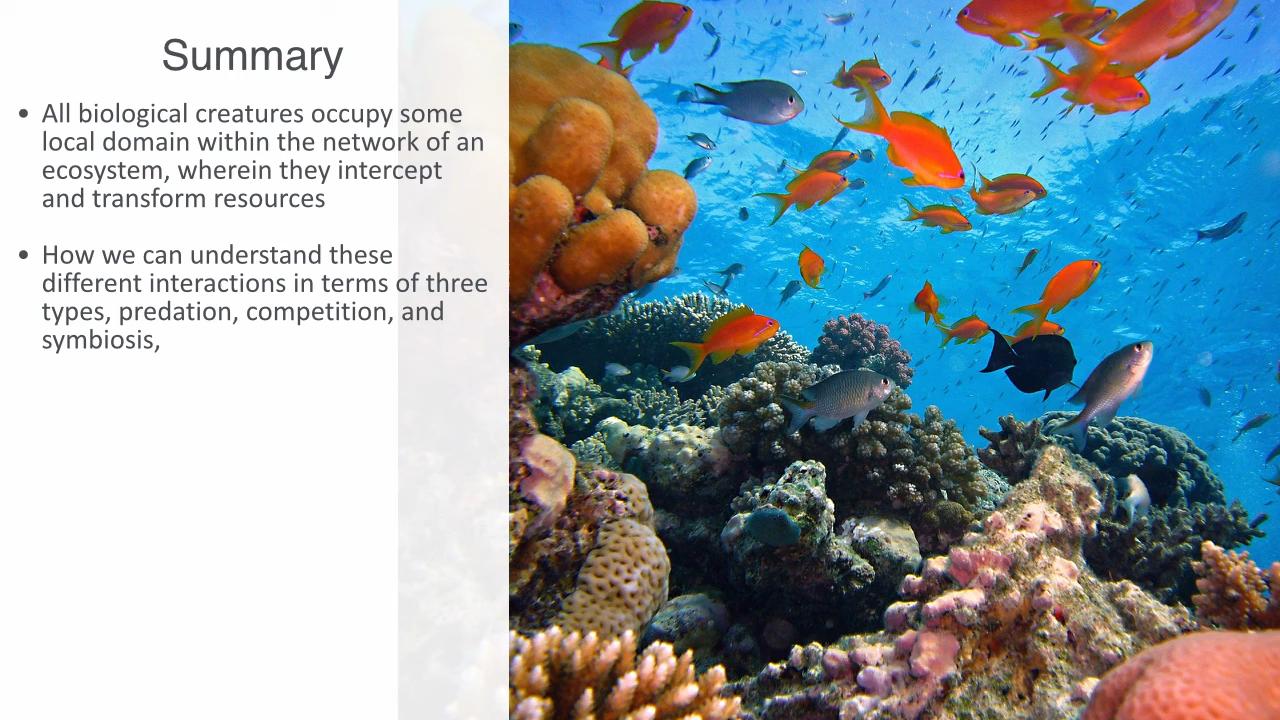 Summary
• All biological creatures occupy some
local domain within the network of an
ecosystem, wherein they intercept
and transform resources
• How we can understand these
different interactions in terms of three
types, predation, competition, and
symbiosis,